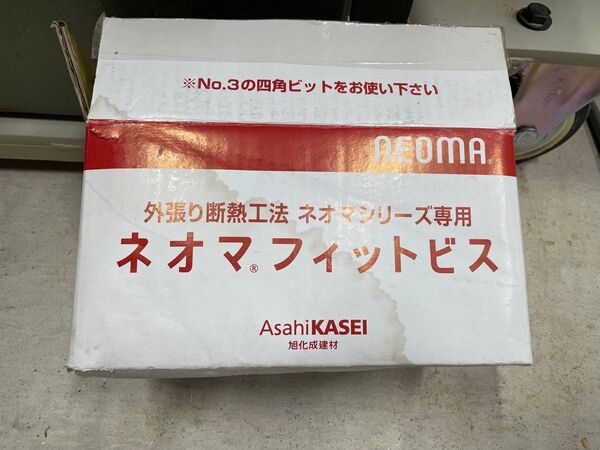 ※No.3の四角ビットをお使い下さい
NEOMA®
外張り断熱工法 ネオマシリーズ専用
ネオマ®フィットビス
AsahiKASEI
旭化成建材